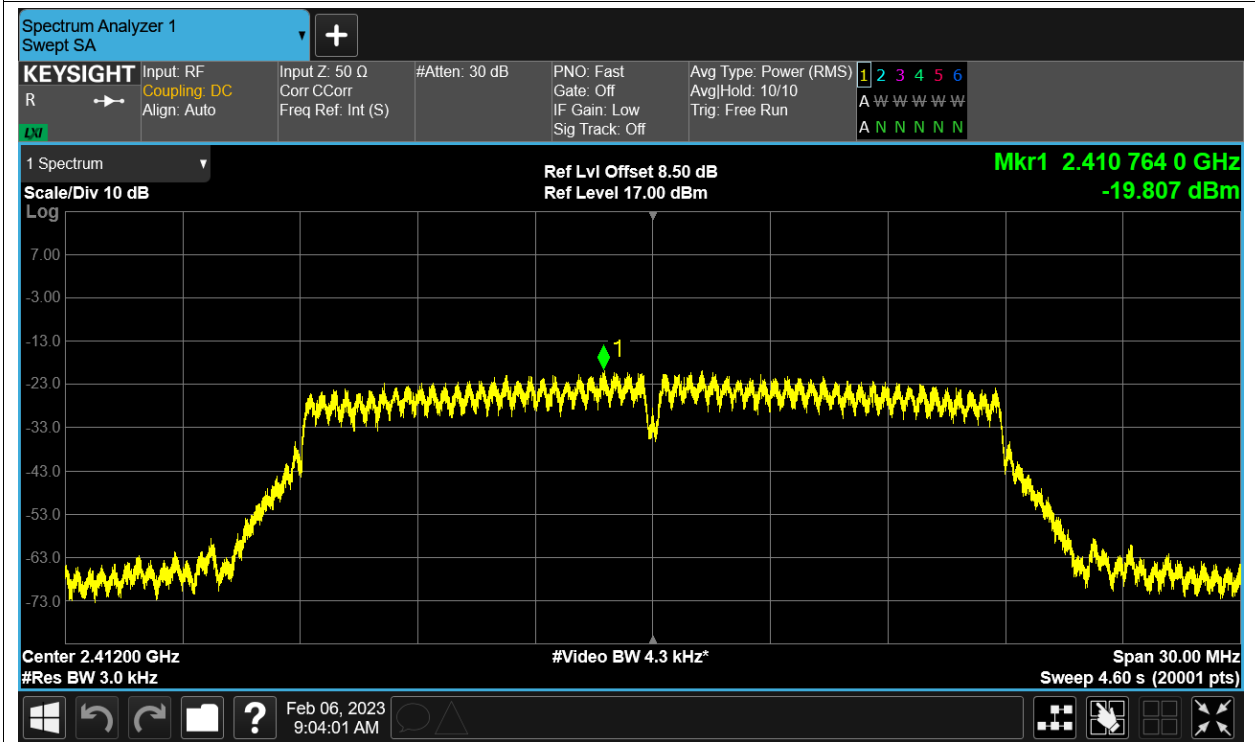 Spectrum Analyzer 1
Swept SA
KEYSIGHT Input: RF Input Z: 50 Ω #Atten: 30 dB PNO: Fast Avg Type: Power (RMS) 1 2 3 4 5 6
R Coupling: DC Corr CCorr Gate: Off Avg|Hold: 10/10 A W W W W W
Align: Auto Freq Ref: Int (S) IF Gain: Low Trig: Free Run
LXI Sig Track: Off A N N N N N
1 Spectrum Ref Lvl Offset 8.50 dB Mkr1 2.410 764 0 GHz
Scale/Div 10 dB Ref Level 17.00 dBm -19.807 dBm
Log
7.00
-3.00
-13.0
1
-23.0
-33.0
-43.0
-53.0
-63.0
-73.0
Center 2.41200 GHz #Video BW 4.3 kHz* Span 30.00 MHz
#Res BW 3.0 kHz Sweep 4.60 s (20001 pts)
? Feb 06, 2023
9:04:01 AM